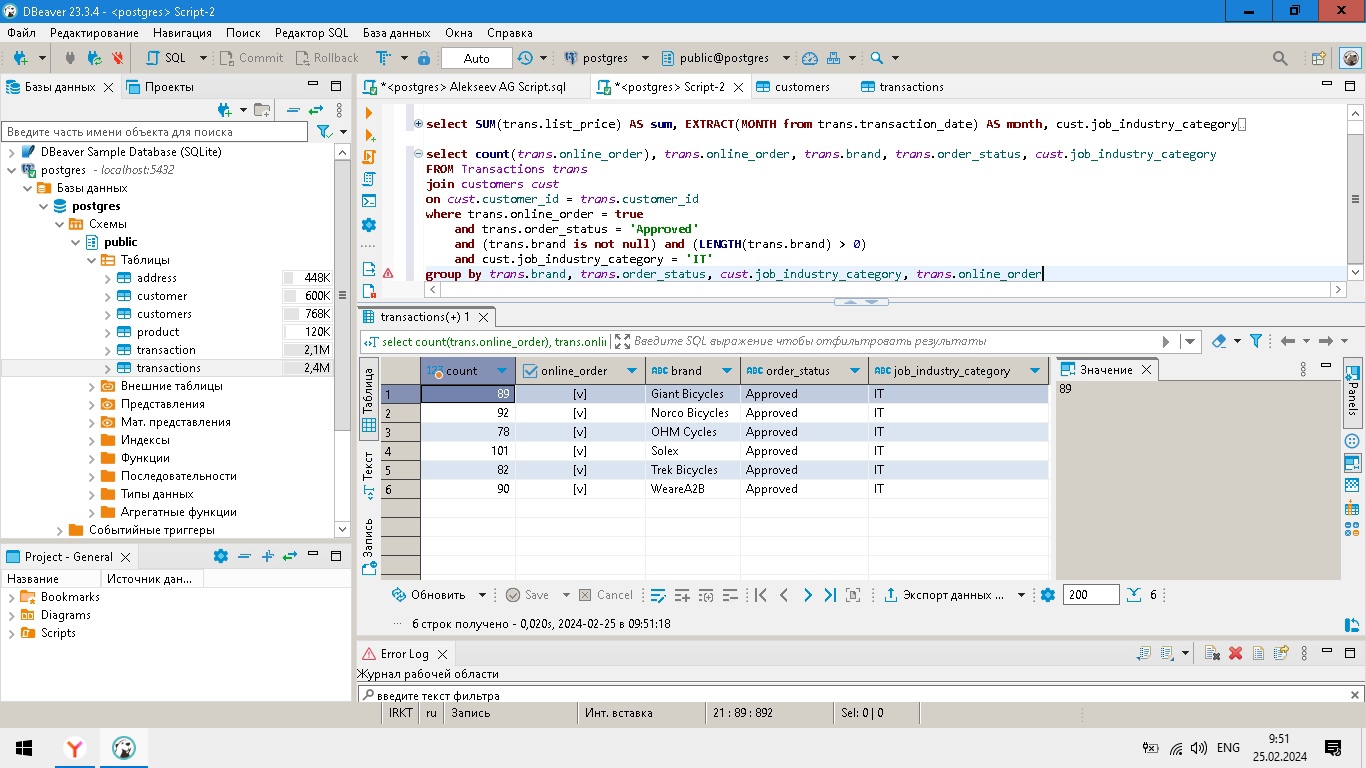 DBeaver 23.3.4 - <postgres> Script-2
Файл Редактирование Навигация Поиск Редактор SQL База данных Окна Справка
SQL Commit Rollback Auto postgres public@postgres
Базы данных Проекты
Введите часть имени объекта для поиска
DBeaver Sample Database (SQLite)
postgres - localhost:5432
Базы данных
postgres
Схемы
public
Таблицы
address 448K
customer 600K
customers 768K
product 120K
transaction 2,1M
transactions 2,4M
Внешние таблицы
Представления
Мат. представления
Индексы
Функции
Последовательности
Типы данных
Агрегатные функции
Событийные триггеры
Project - General
Название Источник дан...
Bookmarks
Diagrams
Scripts
*<postgres> Alekseev AG Script.sql *<postgres> Script-2 customers transactions
select SUM(trans.list_price) AS sum, EXTRACT(MONTH from trans.transaction_date) AS month, cust.job_industry_category
select count(trans.online_order), trans.online_order, trans.brand, trans.order_status, cust.job_industry_category
FROM Transactions trans
join customers cust
on cust.customer_id = trans.customer_id
where trans.online_order = true
and trans.order_status = 'Approved'
and (trans.brand is not null) and (LENGTH(trans.brand) > 0)
and cust.job_industry_category = 'IT'
group by trans.brand, trans.order_status, cust.job_industry_category, trans.online_order
transactions(+) 1
select count(trans.online_order), trans.onlii Введите SQL выражение чтобы отфильтровать результаты
Таблица
Текст
Запись
123 count online_order ABC brand ABC order_status ABC job_industry_category
1 89 [v] Giant Bicycles Approved IT
2 92 [v] Norco Bicycles Approved IT
3 78 [v] OHM Cycles Approved IT
4 101 [v] Solex Approved IT
5 82 [v] Trek Bicycles Approved IT
6 90 [v] WeareA2B Approved IT
Значение
89
Panels
Обновить Save Cancel Экспорт данных ... 200 6
6 строк получено - 0,020s, 2024-02-25 в 09:51:18
Error Log
Журнал рабочей области
введите текст фильтра
IRKT ru Запись Инт. вставка 21 : 89 : 892 Sel: 0 | 0
ENG
9:51
25.02.2024